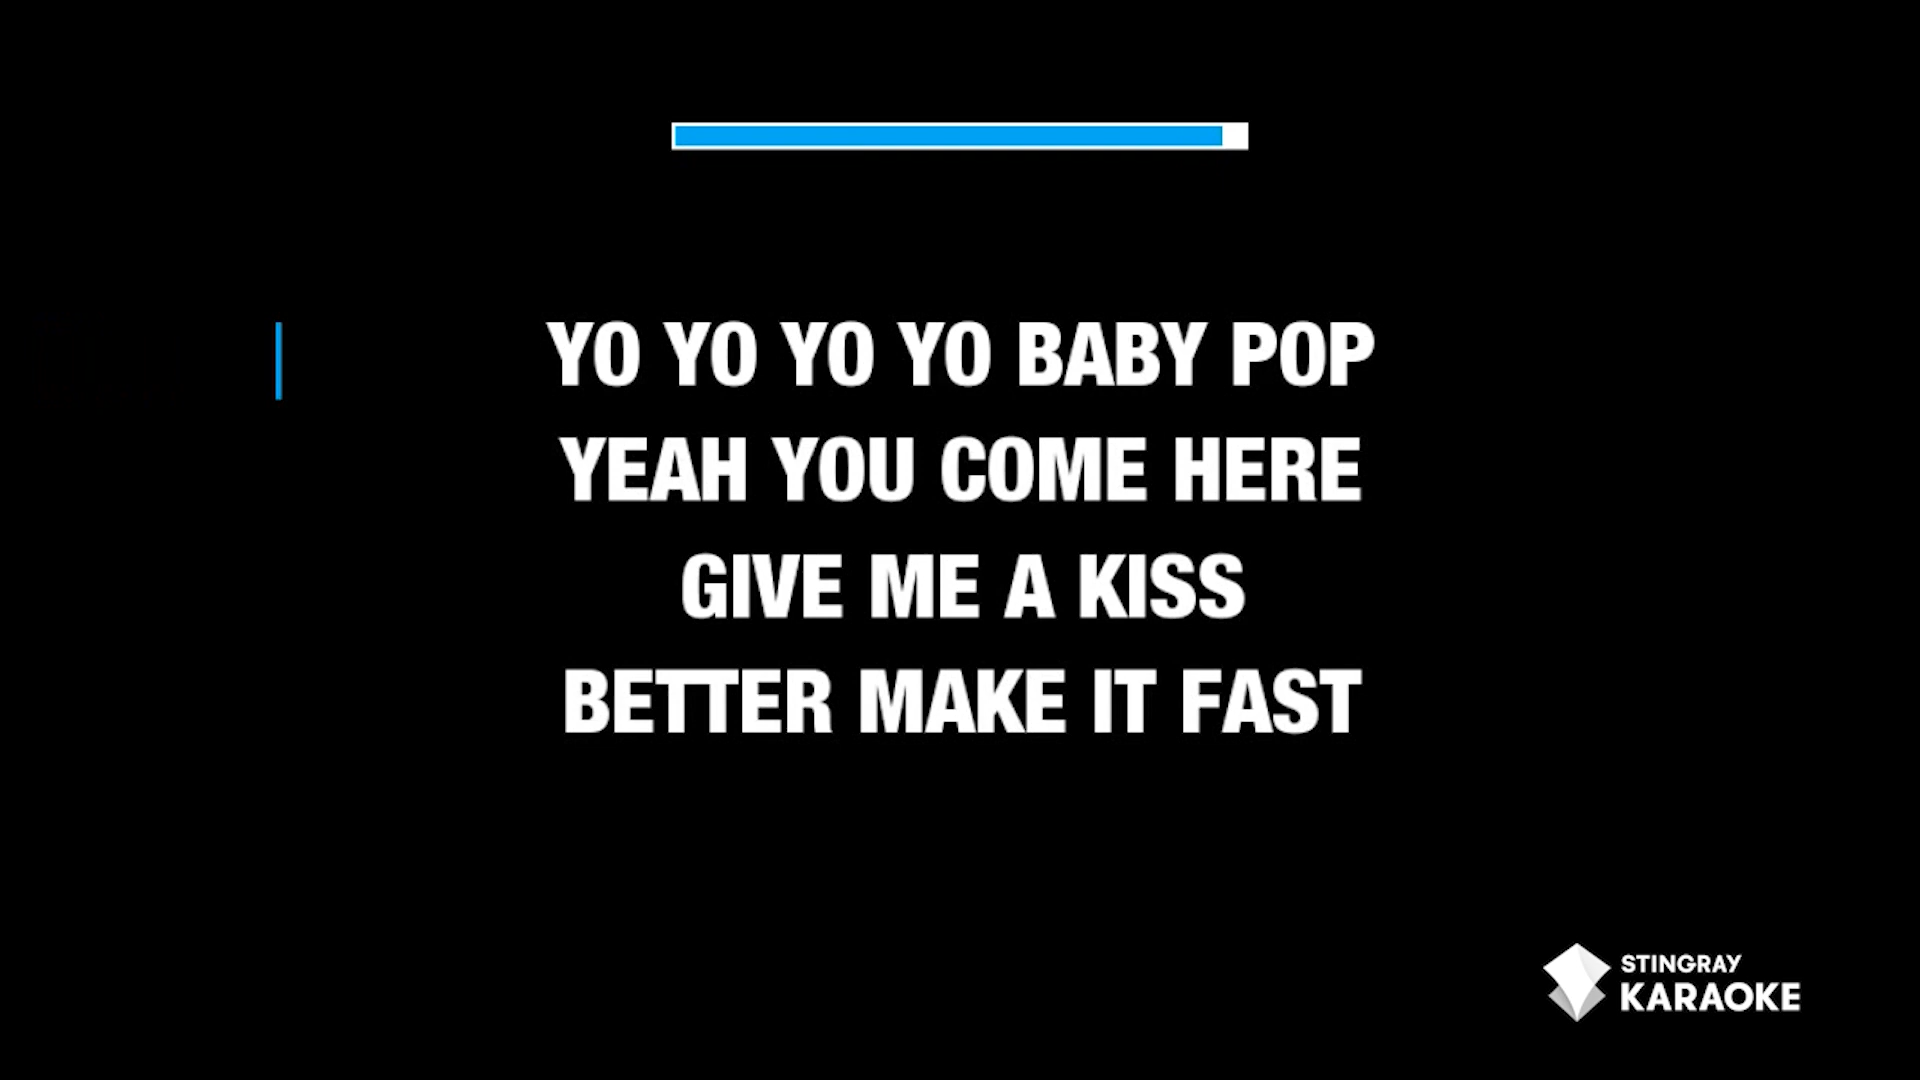 YO YO YO YO BABY POP
YEAH YOU COME HERE
GIVE ME A KISS
BETTER MAKE IT FAST
STINGRAY
KARAOKE